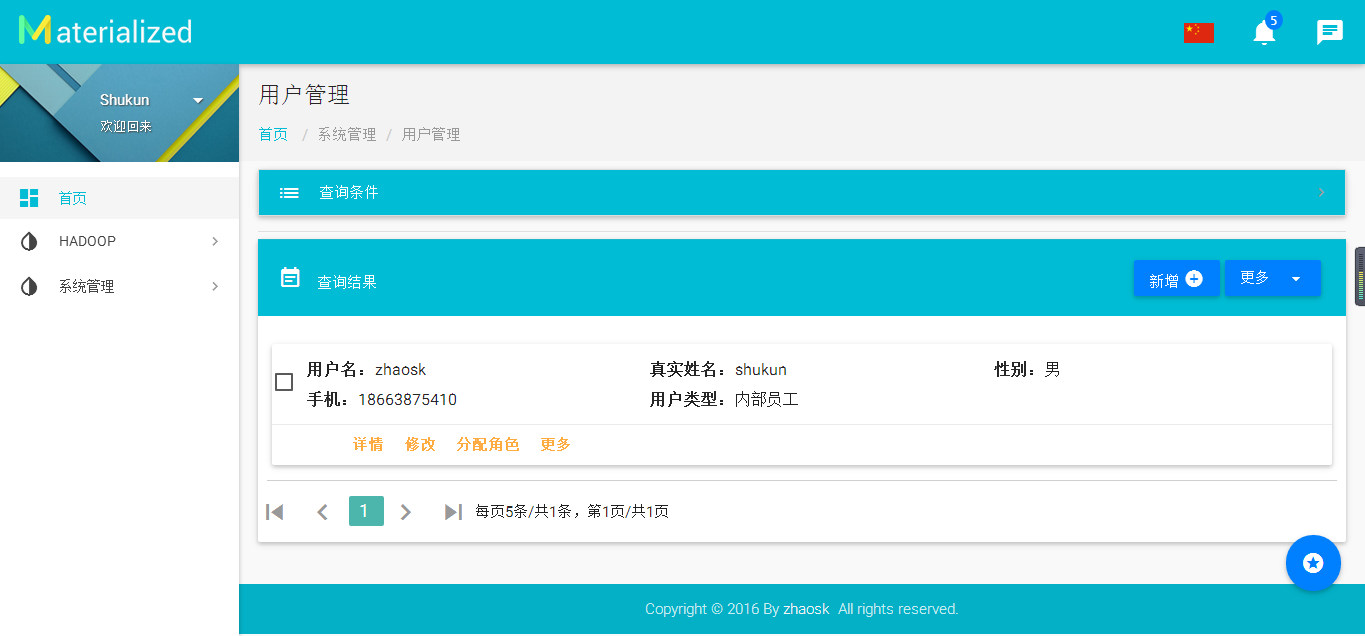 Materialized
5
Shukun
欢迎回来
首页
HADOOP
系统管理
用户管理
首页 / 系统管理 / 用户管理
查询条件
查询结果 新增 更多
用户名：zhaosk 真实姓名：shukun 性别：男
手机：18663875410 用户类型：内部员工
详情 修改 分配角色 更多
1 每页5条/共1条，第1页/共1页
Copyright © 2016 By zhaosk All rights reserved.